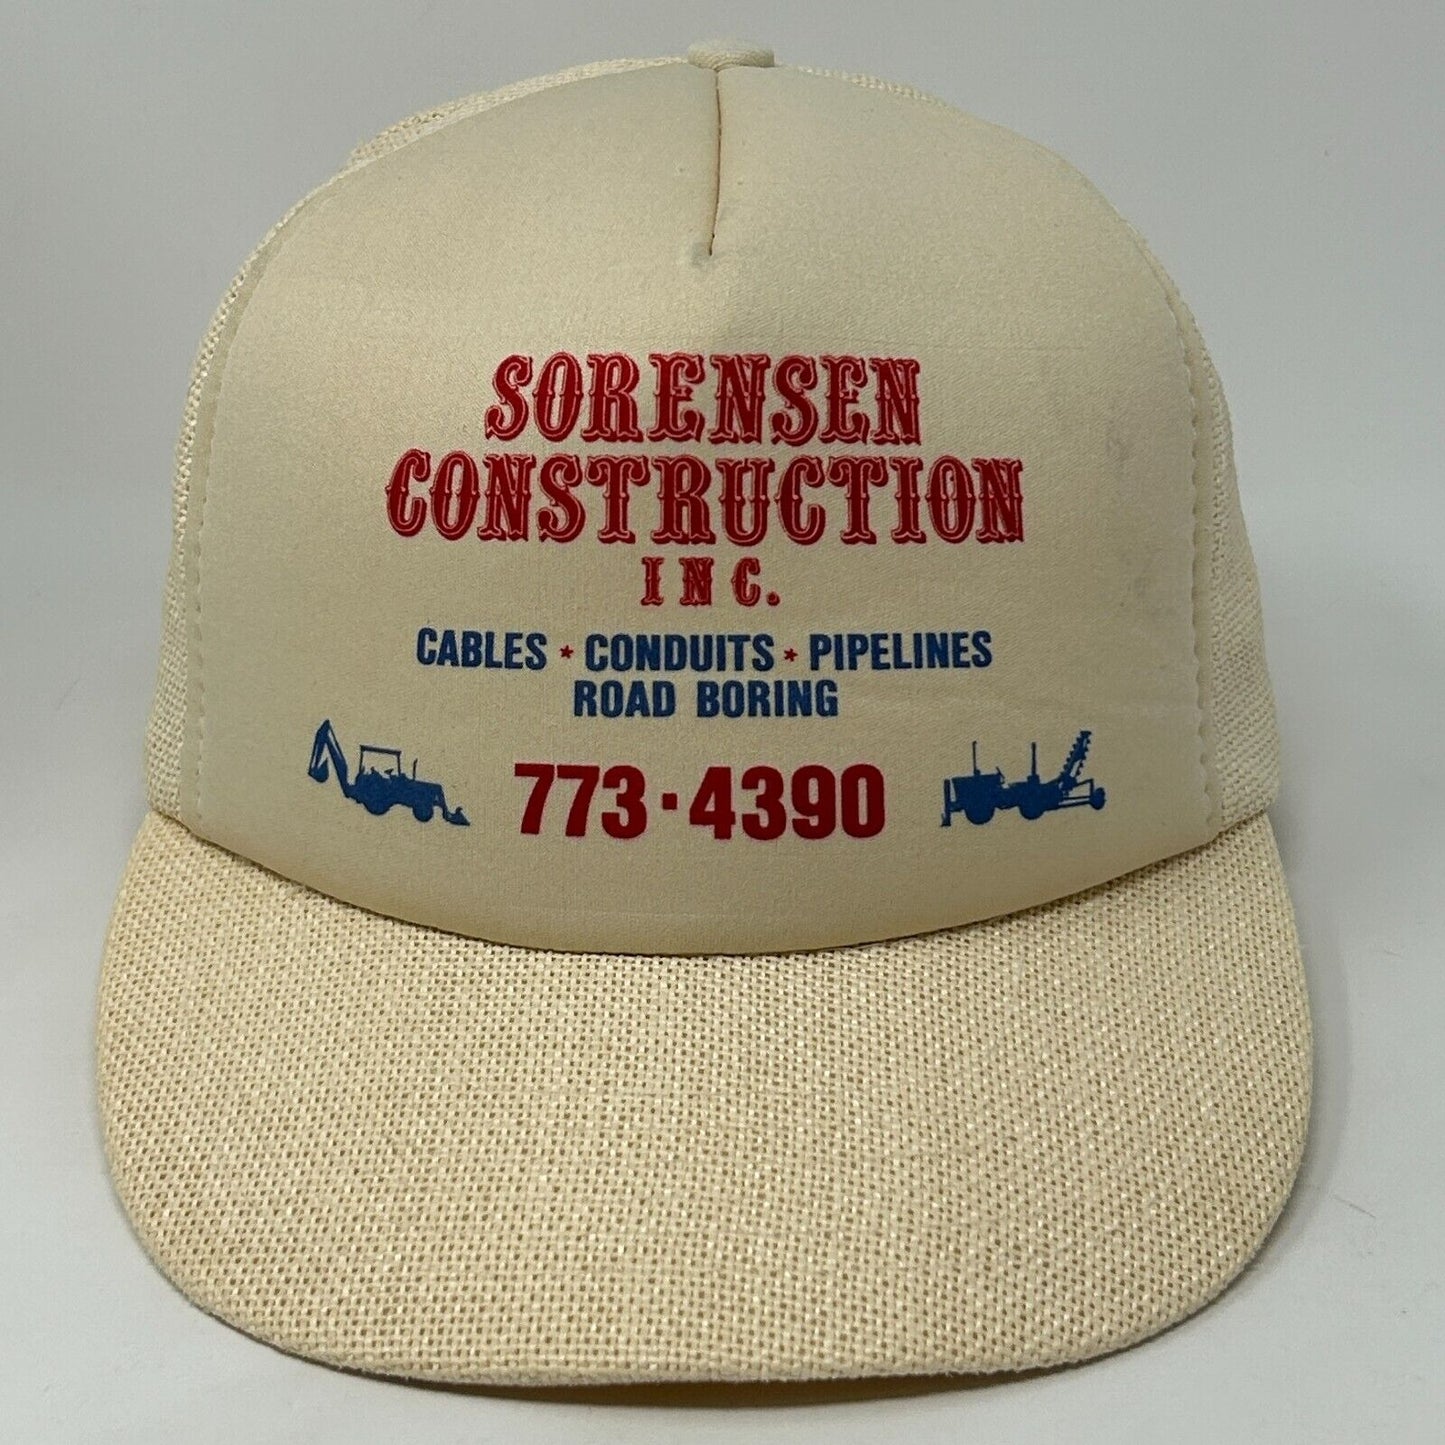 SORENSEN
CONSTRUCTION
INC.
CABLES * CONDUITS * PIPELINES
ROAD BORING
773·4390